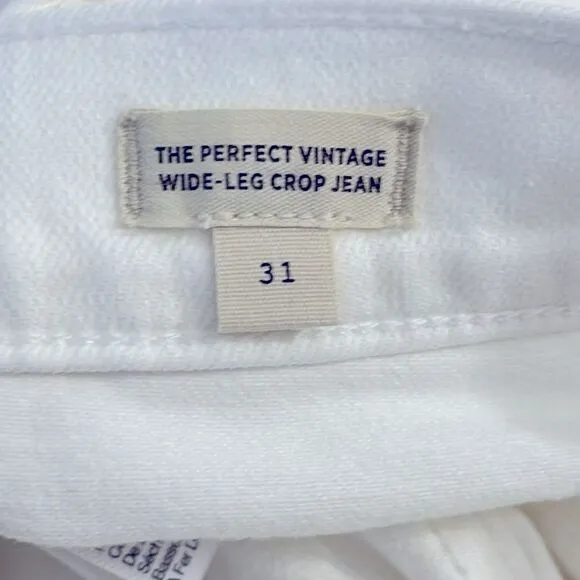 THE PERFECT VINTAGE
WIDE-LEG CROP JEAN
31